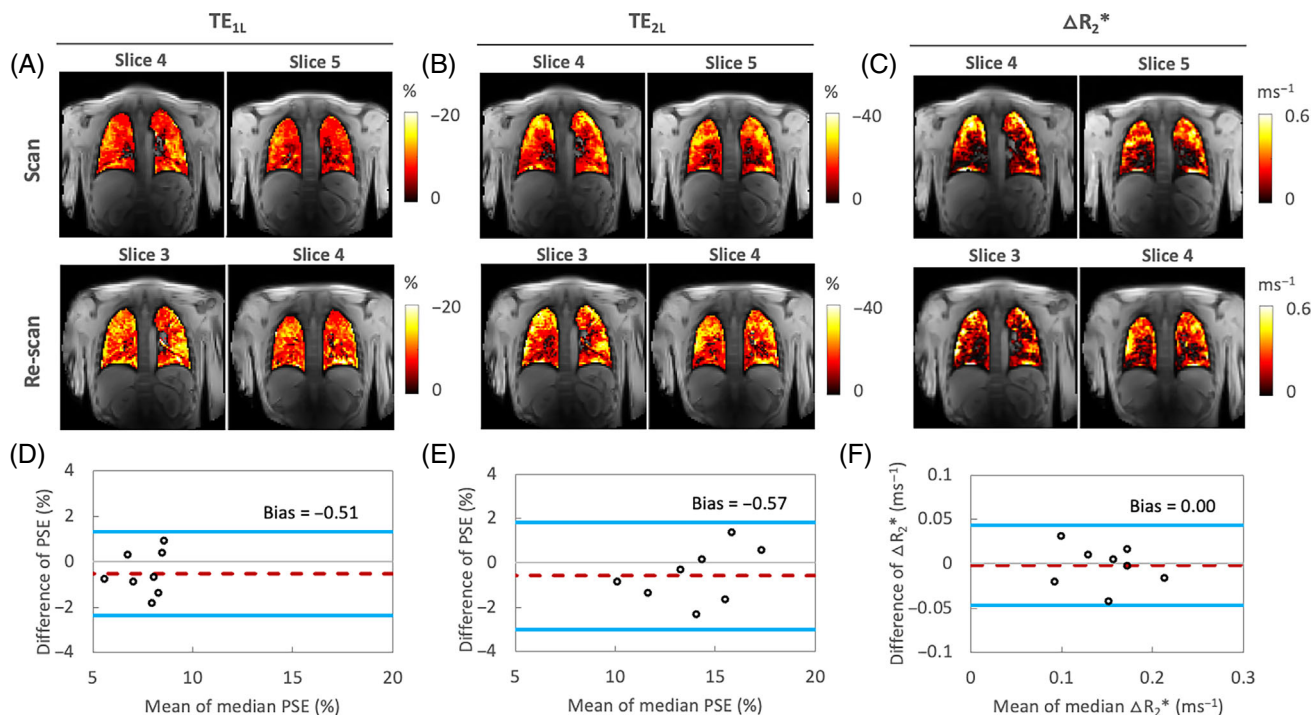 TE1L TE2L ΔR2*
(A) Slice 4 Slice 5 (B) Slice 4 Slice 5 (C) Slice 4 Slice 5
Scan
% −20 0
% −40 0
ms−1 0.6 0
Slice 3 Slice 4 Slice 3 Slice 4 Slice 3 Slice 4
Re-scan
% −20 0
% −40 0
ms−1 0.6 0
(D)
Difference of PSE (%)
4
2
0
−2
−4
Bias = −0.51
5 10 15 20
Mean of median PSE (%)
(E)
Difference of PSE (%)
4
2
0
−2
−4
Bias = −0.57
5 10 15 20
Mean of median PSE (%)
(F)
Difference of ΔR2* (ms−1)
0.1
0.05
0
−0.05
−0.1
Bias = 0.00
0 0.1 0.2 0.3
Mean of median ΔR2* (ms−1)